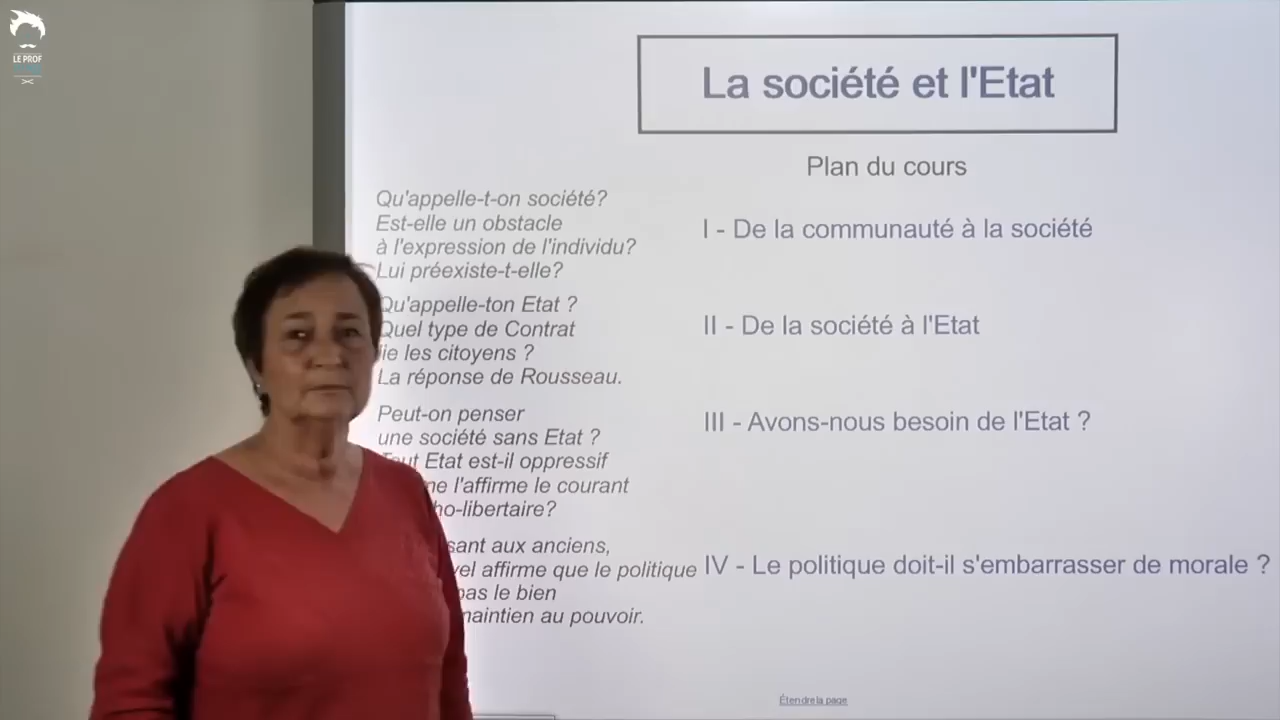 LE PROF
La société et l'Etat
Plan du cours
Qu'appelle-t-on société?
Est-elle un obstacle
à l'expression de l'individu?
Lui préexiste-t-elle?
I - De la communauté à la société
Qu'appelle-ton Etat ?
Quel type de Contrat
lie les citoyens ?
La réponse de Rousseau.
II - De la société à l'Etat
Peut-on penser
une société sans Etat ?
Tout Etat est-il oppressif
l'affirme le courant
III - Avons-nous besoin de l'Etat ?
aux anciens,
affirme que le politique
pas le bien
maintien au pouvoir.
IV - Le politique doit-il s'embarrasser de morale ?
Étendre la page